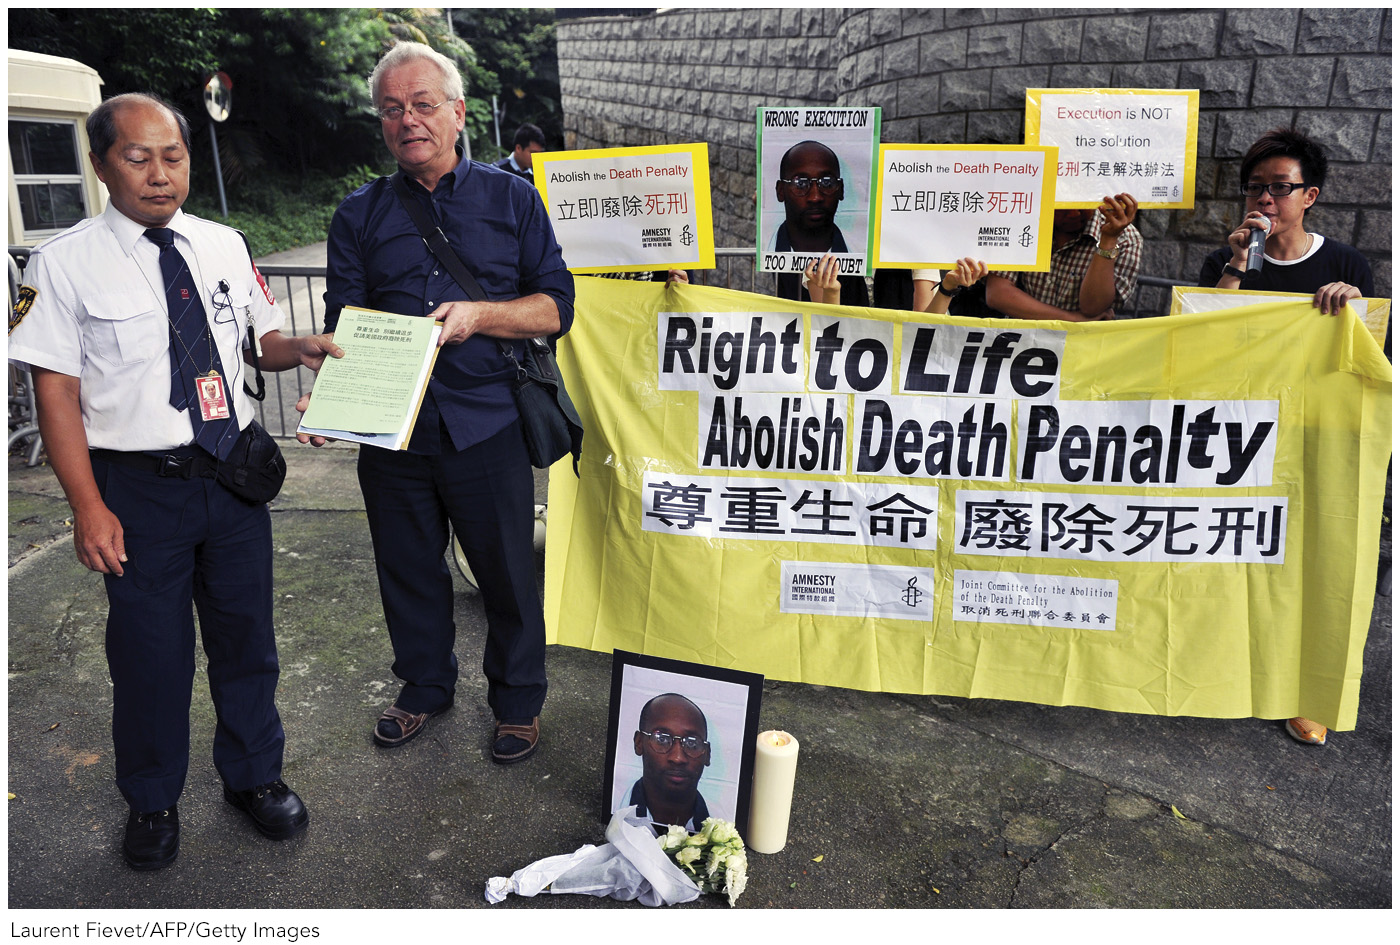 WRONG EXECUTION
TOO MUCH DOUBT
Abolish the Death Penalty
立即廢除死刑
AMNESTY
INTERNATIONAL
國際特赦組織
Abolish the Death Penalty
立即廢除死刑
AMNESTY
INTERNATIONAL
國際特赦組織
Execution is NOT
the solution
死刑不是解決辦法
AMNESTY
尊重生命
Right to Life
Abolish Death Penalty
尊重生命 廢除死刑
AMNESTY
INTERNATIONAL
國際特赦組織
Joint Committee for the Abolition
of the Death Penalty
取消死刑聯合委員會
Laurent Fievet/AFP/Getty Images